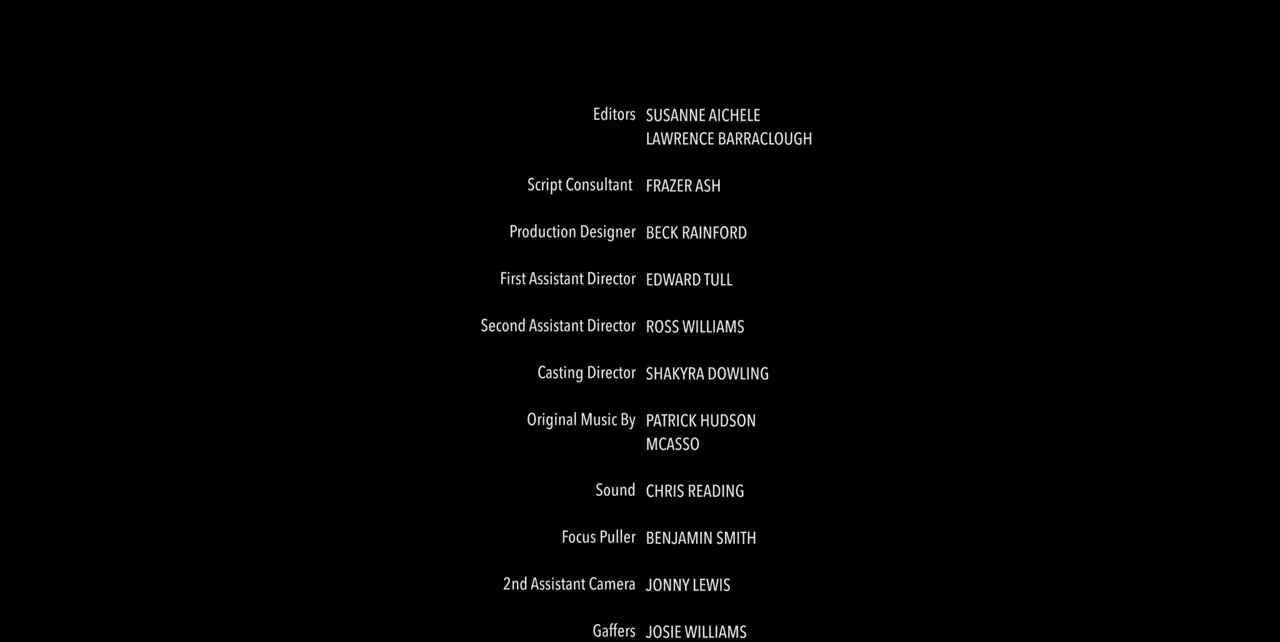 Editors SUSANNE AICHELE
LAWRENCE BARRACLOUGH
Script Consultant FRAZER ASH
Production Designer BECK RAINFORD
First Assistant Director EDWARD TULL
Second Assistant Director ROSS WILLIAMS
Casting Director SHAKYRA DOWLING
Original Music By PATRICK HUDSON
MCASSO
Sound CHRIS READING
Focus Puller BENJAMIN SMITH
2nd Assistant Camera JONNY LEWIS
Gaffers JOSIE WILLIAMS